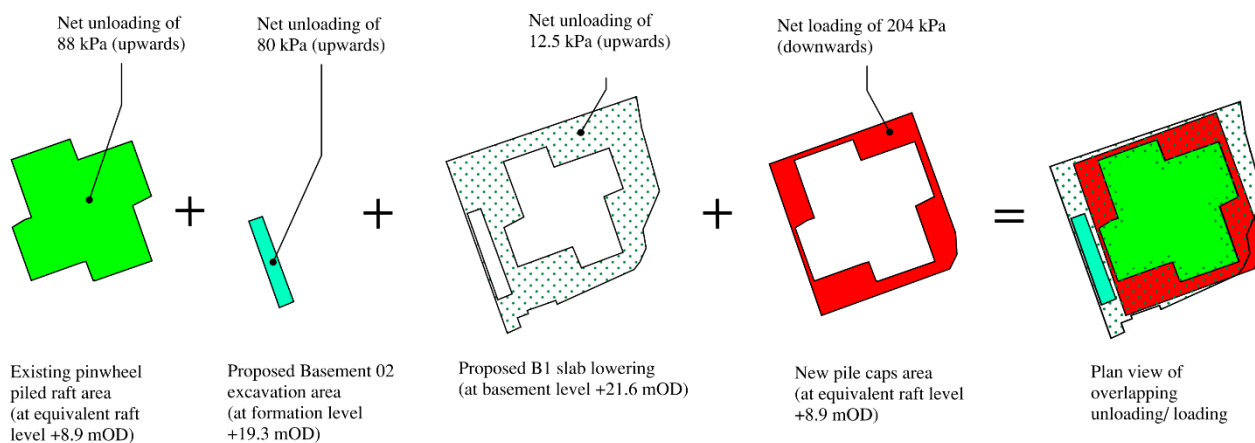 Net unloading of
88 kPa (upwards)
Net unloading of
80 kPa (upwards)
Net unloading of
12.5 kPa (upwards)
Net loading of 204 kPa
(downwards)
+
+
+
=
Existing pinwheel
piled raft area
(at equivalent raft
level +8.9 mOD)
Proposed Basement 02
excavation area
(at formation level
+19.3 mOD)
Proposed B1 slab lowering
(at basement level +21.6 mOD)
New pile caps area
(at equivalent raft level
+8.9 mOD)
Plan view of
overlapping
unloading/ loading